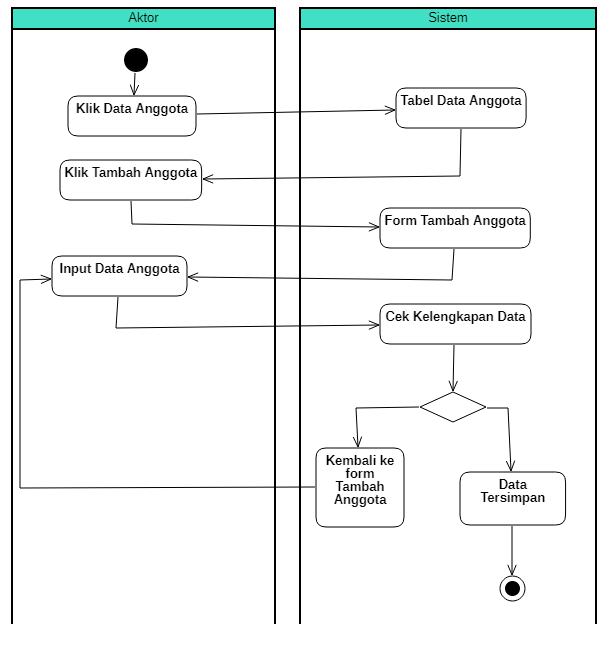 Aktor
Sistem
Klik Data Anggota
Tabel Data Anggota
Klik Tambah Anggota
Form Tambah Anggota
Input Data Anggota
Cek Kelengkapan Data
Kembali ke
form
Tambah
Anggota
Data
Tersimpan